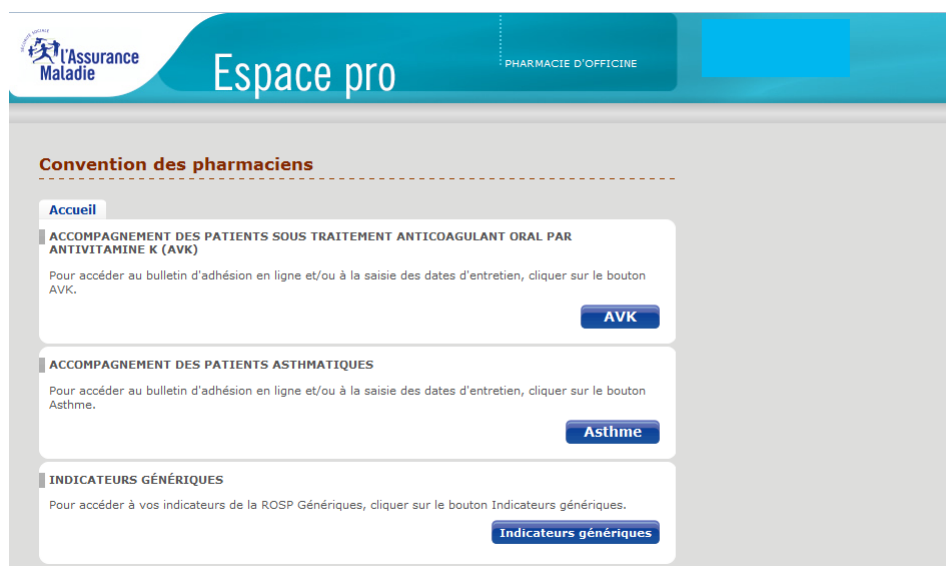 SÉCURITÉ SOCIALE
l'Assurance
Maladie
Espace pro
PHARMACIE D'OFFICINE
Convention des pharmaciens
Accueil
ACCOMPAGNEMENT DES PATIENTS SOUS TRAITEMENT ANTICOAGULANT ORAL PAR
ANTIVITAMINE K (AVK)
Pour accéder au bulletin d'adhésion en ligne et/ou à la saisie des dates d'entretien, cliquer sur le bouton
AVK.
AVK
ACCOMPAGNEMENT DES PATIENTS ASTHMATIQUES
Pour accéder au bulletin d'adhésion en ligne et/ou à la saisie des dates d'entretien, cliquer sur le bouton
Asthme.
Asthme
INDICATEURS GÉNÉRIQUES
Pour accéder à vos indicateurs de la ROSP Génériques, cliquer sur le bouton Indicateurs génériques.
Indicateurs génériques